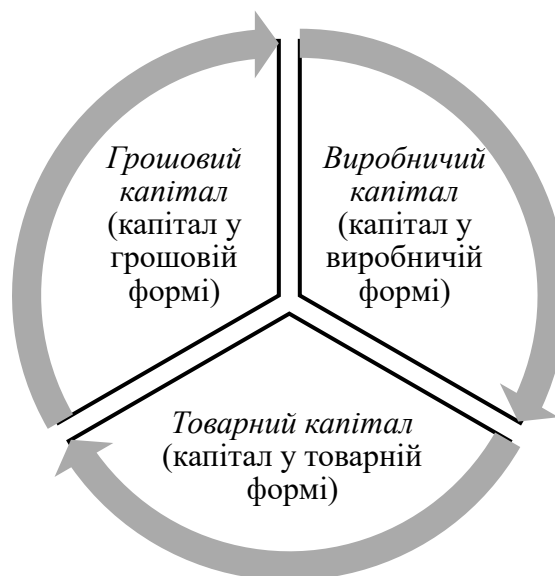 Грошовий
капітал
(капітал у
грошовій
формі)
Виробничий
капітал
(капітал у
виробничій
формі)
Товарний капітал
(капітал у товарній
формі)